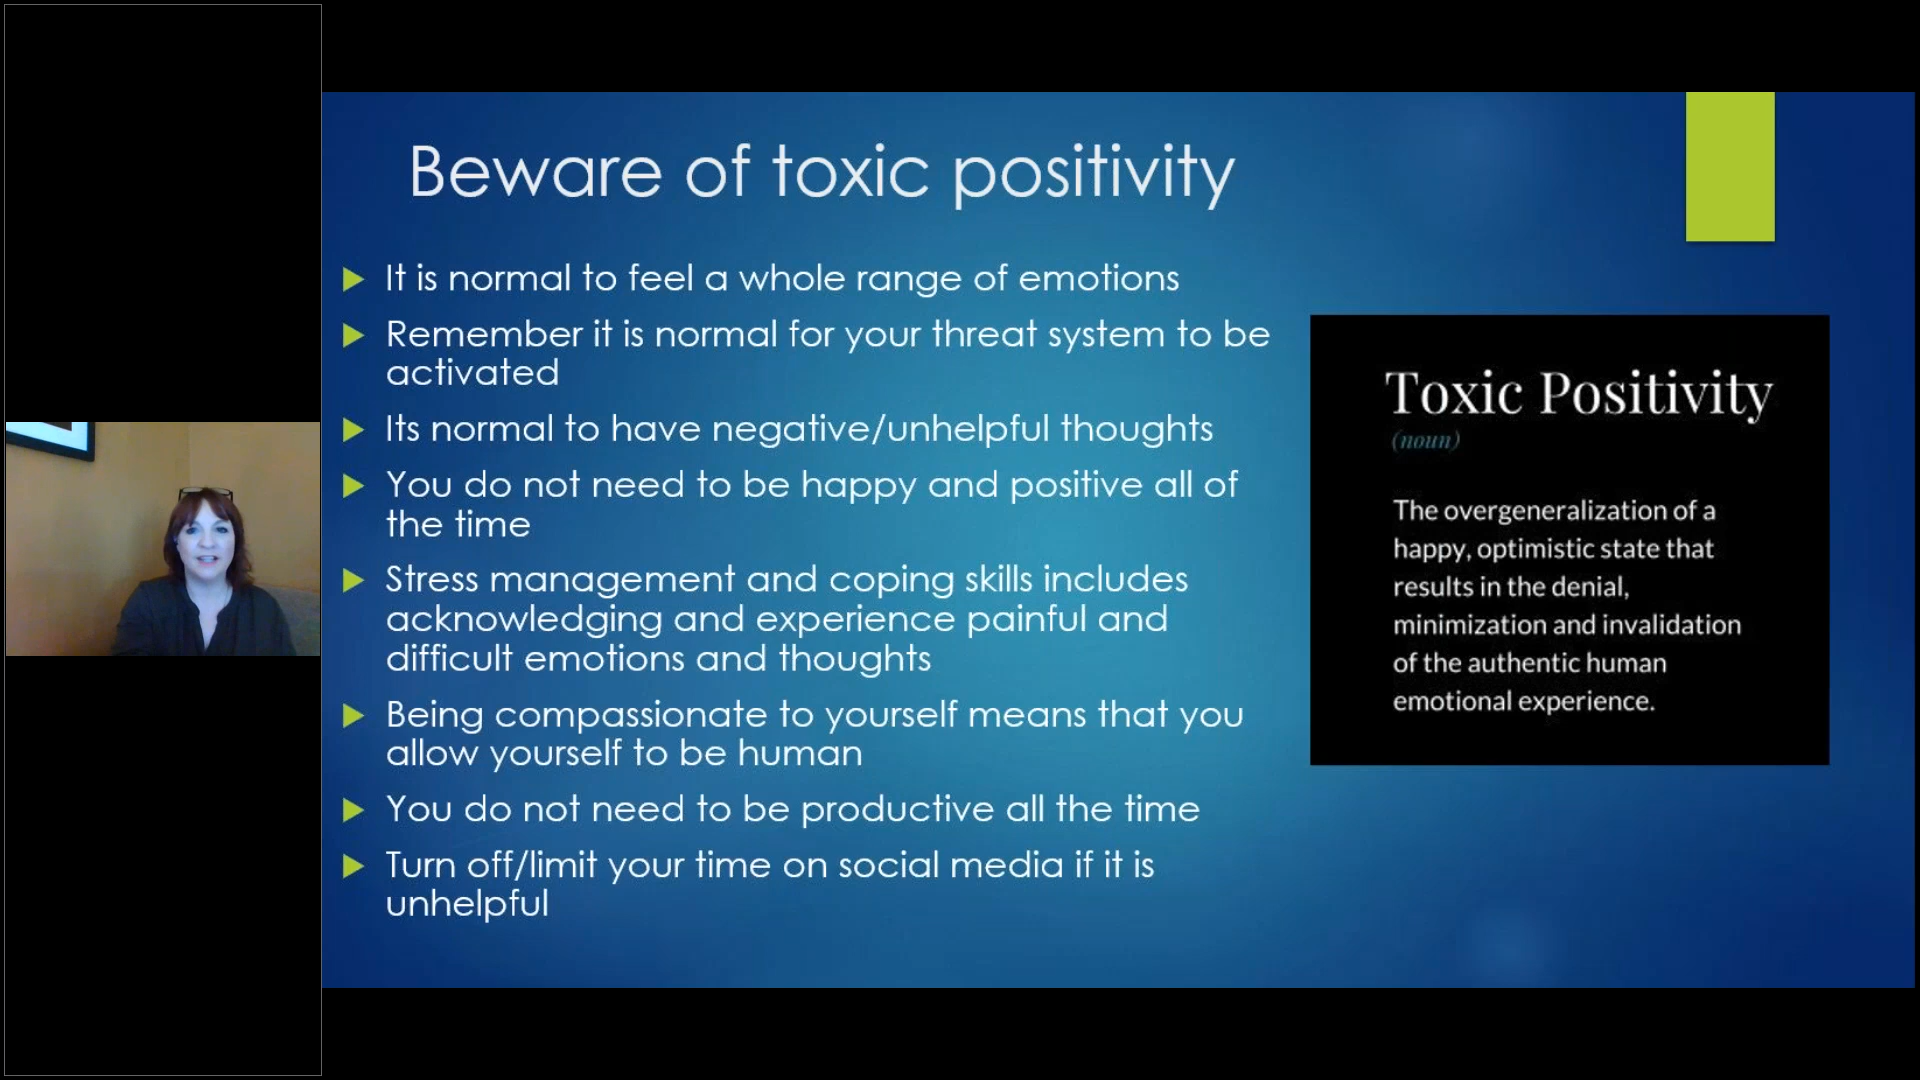 Beware of toxic positivity
It is normal to feel a whole range of emotions
Remember it is normal for your threat system to be
activated
Its normal to have negative/unhelpful thoughts
You do not need to be happy and positive all of
the time
Stress management and coping skills includes
acknowledging and experience painful and
difficult emotions and thoughts
Being compassionate to yourself means that you
allow yourself to be human
You do not need to be productive all the time
Turn off/limit your time on social media if it is
unhelpful
Toxic Positivity
(noun)
The overgeneralization of a
happy, optimistic state that
results in the denial,
minimization and invalidation
of the authentic human
emotional experience.